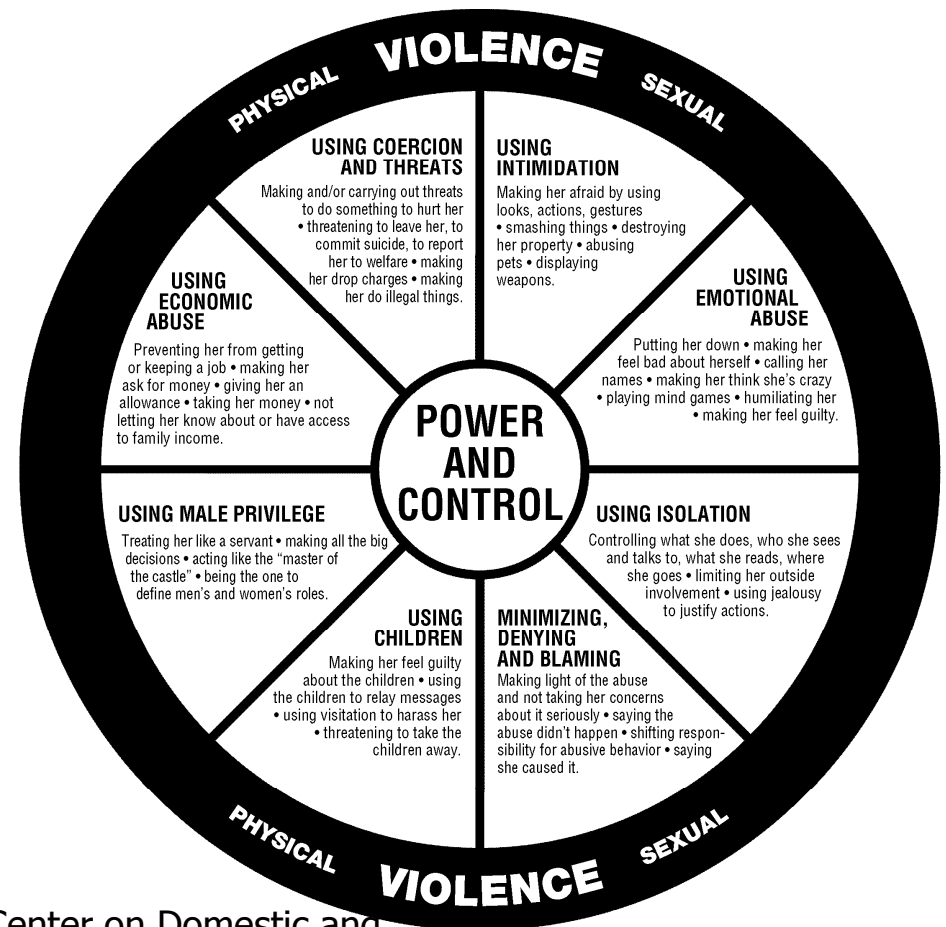 PHYSICAL VIOLENCE SEXUAL
USING COERCION
AND THREATS
Making and/or carrying out threats
to do something to hurt her
• threatening to leave her, to
commit suicide, to report
her to welfare • making
her drop charges • making
her do illegal things.
USING
INTIMIDATION
Making her afraid by using
looks, actions, gestures
• smashing things • destroying
her property • abusing
pets • displaying
weapons.
USING
ECONOMIC
ABUSE
Preventing her from getting
or keeping a job • making her
ask for money • giving her an
allowance • taking her money • not
letting her know about or have access
to family income.
USING
EMOTIONAL
ABUSE
Putting her down • making her
feel bad about herself • calling her
names • making her think she’s crazy
• playing mind games • humiliating her
• making her feel guilty.
POWER
AND
CONTROL
USING MALE PRIVILEGE
Treating her like a servant • making all the big
decisions • acting like the “master of
the castle” • being the one to
define men’s and women’s roles.
USING ISOLATION
Controlling what she does, who she sees
and talks to, what she reads, where
she goes • limiting her outside
involvement • using jealousy
to justify actions.
USING
CHILDREN
Making her feel guilty
about the children • using
the children to relay messages
• using visitation to harass her
• threatening to take the
children away.
MINIMIZING,
DENYING
AND BLAMING
Making light of the abuse
and not taking her concerns
about it seriously • saying the
abuse didn’t happen • shifting respon-
sibility for abusive behavior • saying
she caused it.
PHYSICAL VIOLENCE SEXUAL
Center on Domestic and